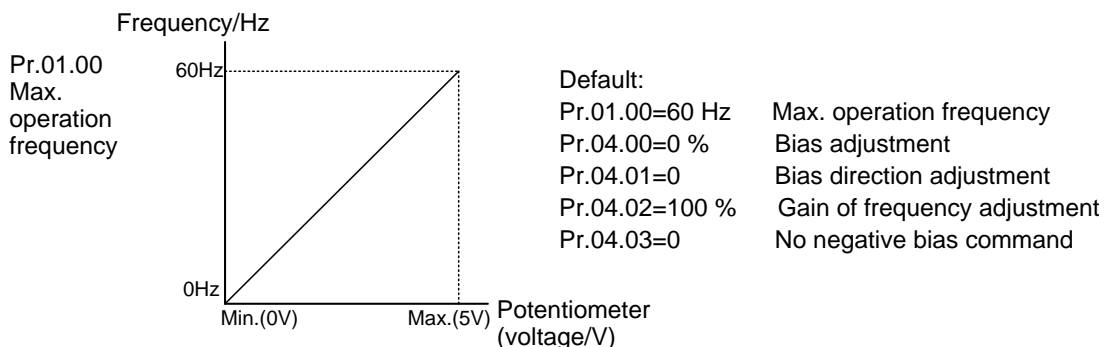 Frequency/Hz
Pr.01.00
Max.
operation
frequency
60Hz
0Hz
Min.(0V)
Max.(5V)
Potentiometer
(voltage/V)
Default:
Pr.01.00=60 Hz Max. operation frequency
Pr.04.00=0 % Bias adjustment
Pr.04.01=0 Bias direction adjustment
Pr.04.02=100 % Gain of frequency adjustment
Pr.04.03=0 No negative bias command